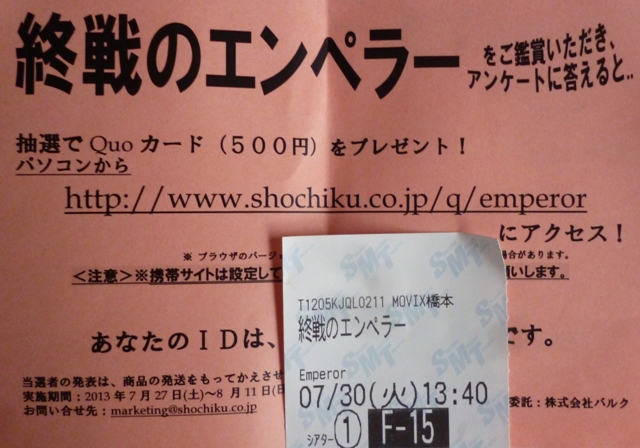 終戦のエンペラー
をご鑑賞いただき、
アンケートに答えると..
抽選で Quo カード (500円) をプレゼント!
パソコンから
http://www.shochiku.co.jp/q/emperor
にアクセス!
※ ブラウザのバージョ 場合があります。
<注意>※携帯サイトは設定して 願いします。
あなたのIDは、 です。
当選者の発表は、商品の発送をもってかえさせ
実施期間:2013年7月27日(土)~8月11日(日
お問い合せ先:marketing@shochiku.co.jp
委託:株式会社バルク
SMT
T1205KJQL0211 MOVIX橋本
終戦のエンペラー
Emperor
07/30(火)13:40
シアター ① F-15